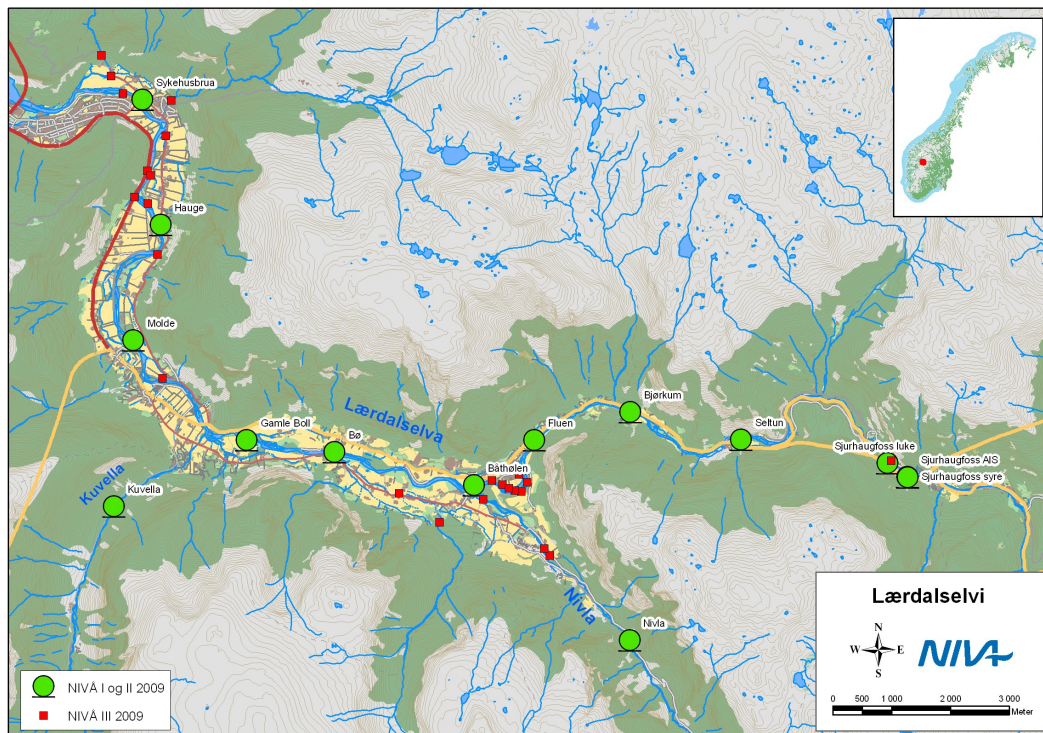 Sykehusbrua
Hauge
Molde
Gamle Boll
Bø
Lærdalselva
Fluen
Bjørkum
Seltun
Sjurhaugfoss luke
Sjurhaugfoss AIS
Sjurhaugfoss syre
Båthølen
Kuvella
Kuvella
Nivla
Nivla
Lærdalselvi
N
W E
S
NIVA
0 500 1 000 2 000 3 000
Meter
NIVÅ I og II 2009
NIVÅ III 2009